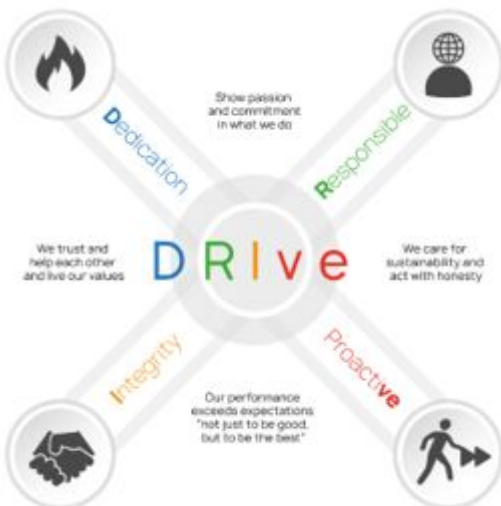 Show passion
and commitment
in what we do
Dedication
Responsible
We trust and
help each other
and live our values
DRIve
We care for
sustainability and
act with honesty
Integrity
Proactive
Our performance
exceeds expectations
"not just to be good,
but to be the best"